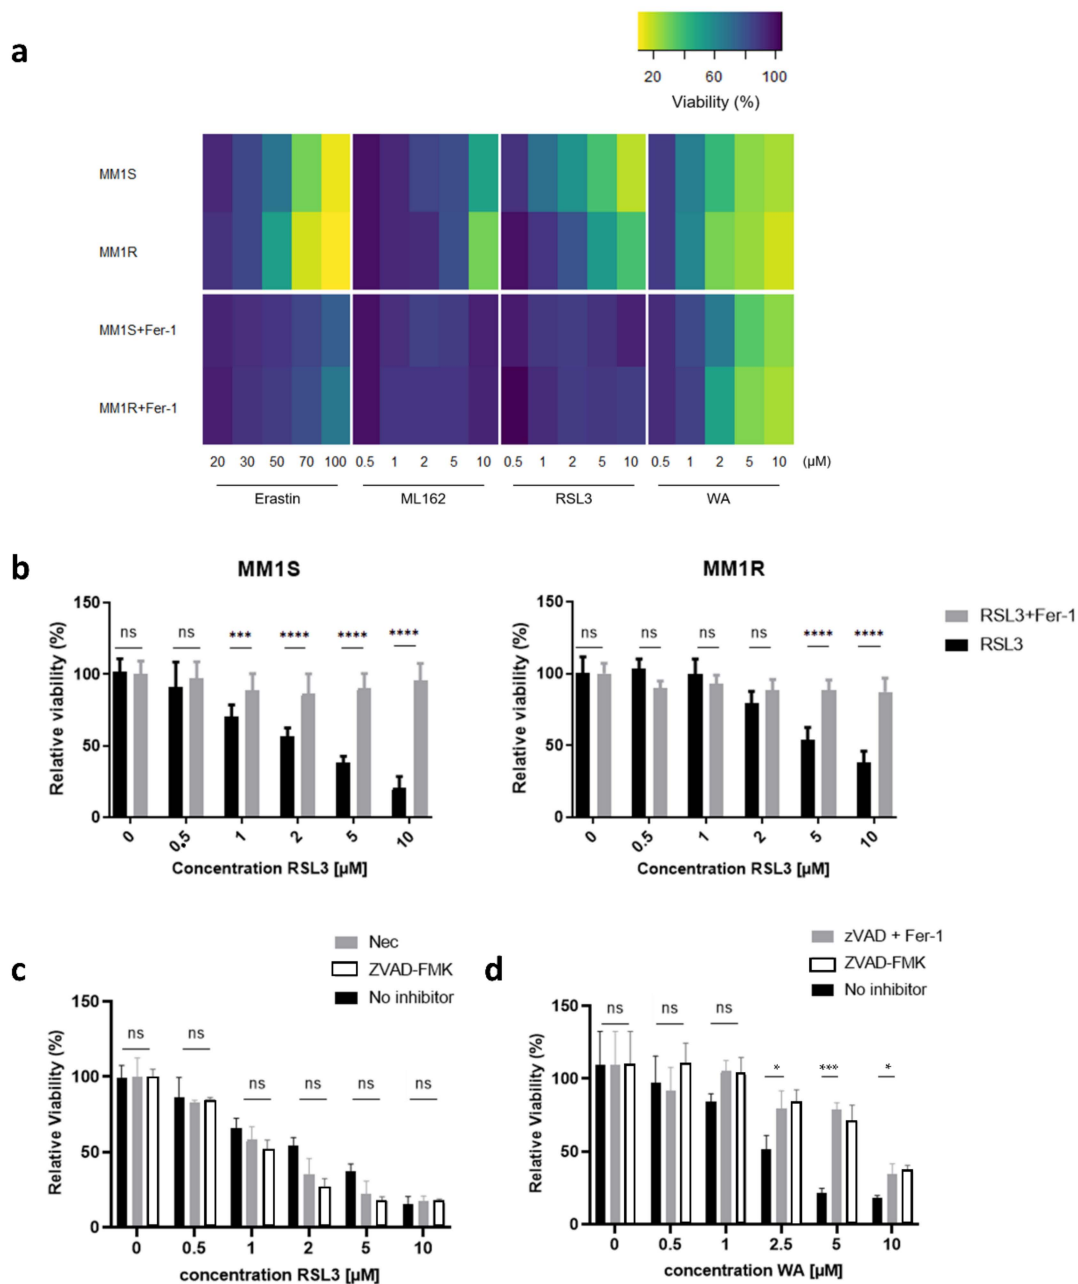 a
20 60 100
Viability (%)
MM1S
MM1R
MM1S+Fer-1
MM1R+Fer-1
20 30 50 70 100 0.5 1 2 5 10 0.5 1 2 5 10 0.5 1 2 5 10 (μM)
Erastin ML162 RSL3 WA
b
MM1S
150
100
50
0
Relative viability (%)
ns ns *** **** **** ****
0 0.5 1 2 5 10
Concentration RSL3 [μM]
MM1R
150
100
50
0
Relative viability (%)
ns ns ns ns **** ****
0 0.5 1 2 5 10
Concentration RSL3 [μM]
RSL3+Fer-1
RSL3
c
Nec
ZVAD-FMK
No inhibitor
150
100
50
0
Relative Viability (%)
ns ns ns ns ns ns
0 0.5 1 2 5 10
concentration RSL3 [μM]
d
zVAD + Fer-1
ZVAD-FMK
No inhibitor
150
100
50
0
Relative Viability (%)
ns ns ns * *** *
0 0.5 1 2.5 5 10
concentration WA [μM]